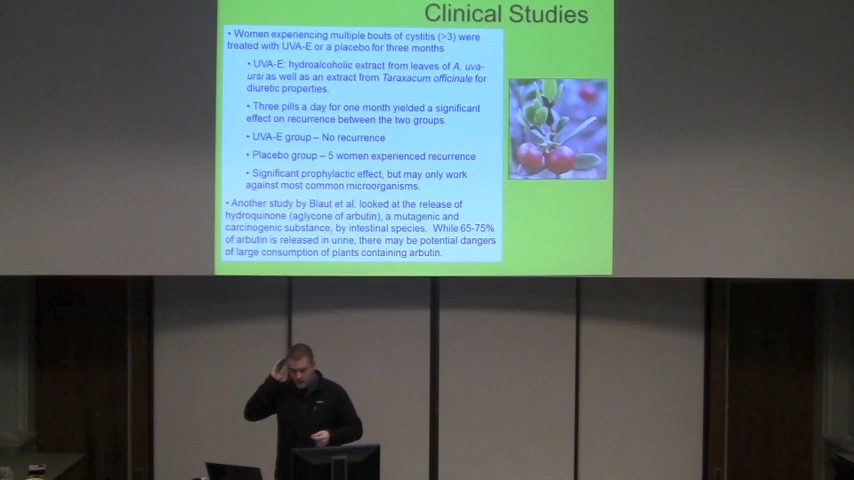 Clinical Studies
• Women experiencing multiple bouts of cystitis (>3) were
treated with UVA-E or a placebo for three months
• UVA-E: hydroalcoholic extract from leaves of A. uva-
ursi as well as an extract from Taraxacum officinale for
diuretic properties.
• Three pills a day for one month yielded a significant
effect on recurrence between the two groups.
• UVA-E group – No recurrence
• Placebo group – 5 women experienced recurrence
• Significant prophylactic effect, but may only work
against most common microorganisms.
• Another study by Blaut et al. looked at the release of
hydroquinone (aglycone of arbutin), a mutagenic and
carcinogenic substance, by intestinal species. While 65-75%
of arbutin is released in urine, there may be potential dangers
of large consumption of plants containing arbutin.